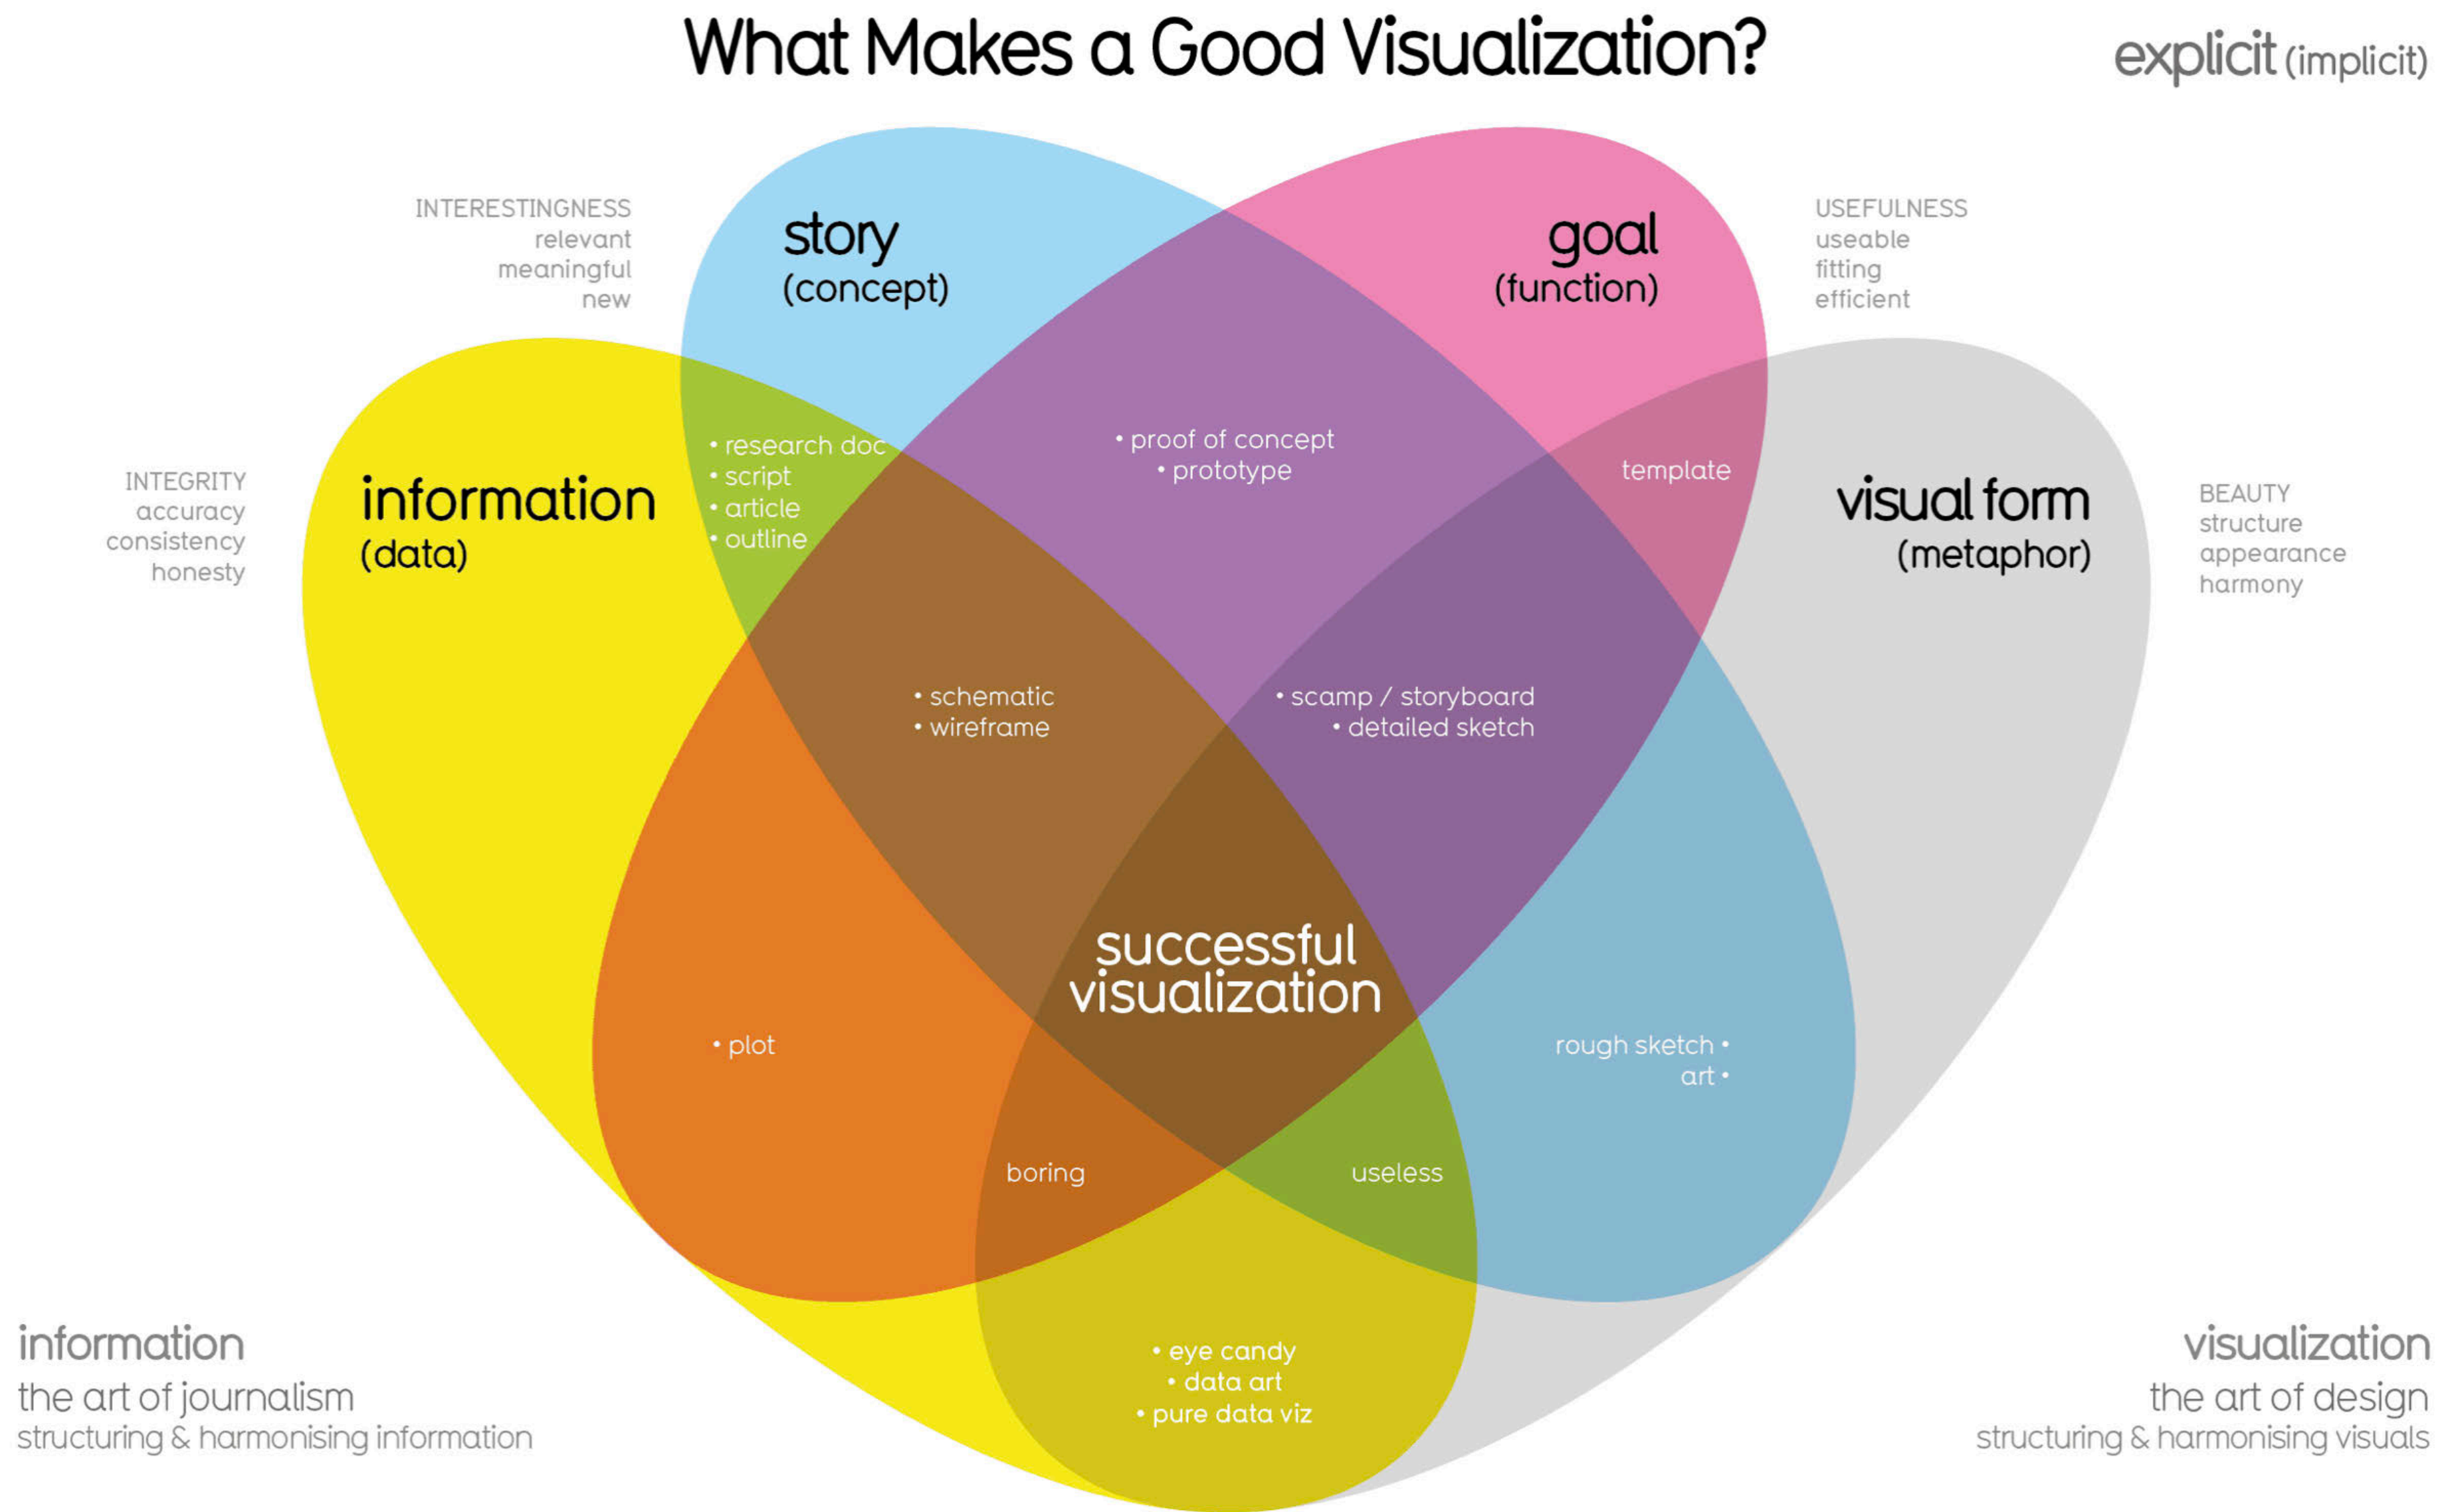 What Makes a Good Visualization?
explicit (implicit)
INTERESTINGNESS
relevant
meaningful
new
story
(concept)
goal
(function)
USEFULNESS
useable
fitting
efficient
INTEGRITY
accuracy
consistency
honesty
information
(data)
• research doc
• script
• article
• outline
• proof of concept
• prototype
template
visual form
(metaphor)
BEAUTY
structure
appearance
harmony
• schematic
• wireframe
• scamp / storyboard
• detailed sketch
successful
visualization
• plot
rough sketch •
art •
boring
useless
• eye candy
• data art
• pure data viz
information
the art of journalism
structuring & harmonising information
visualization
the art of design
structuring & harmonising visuals